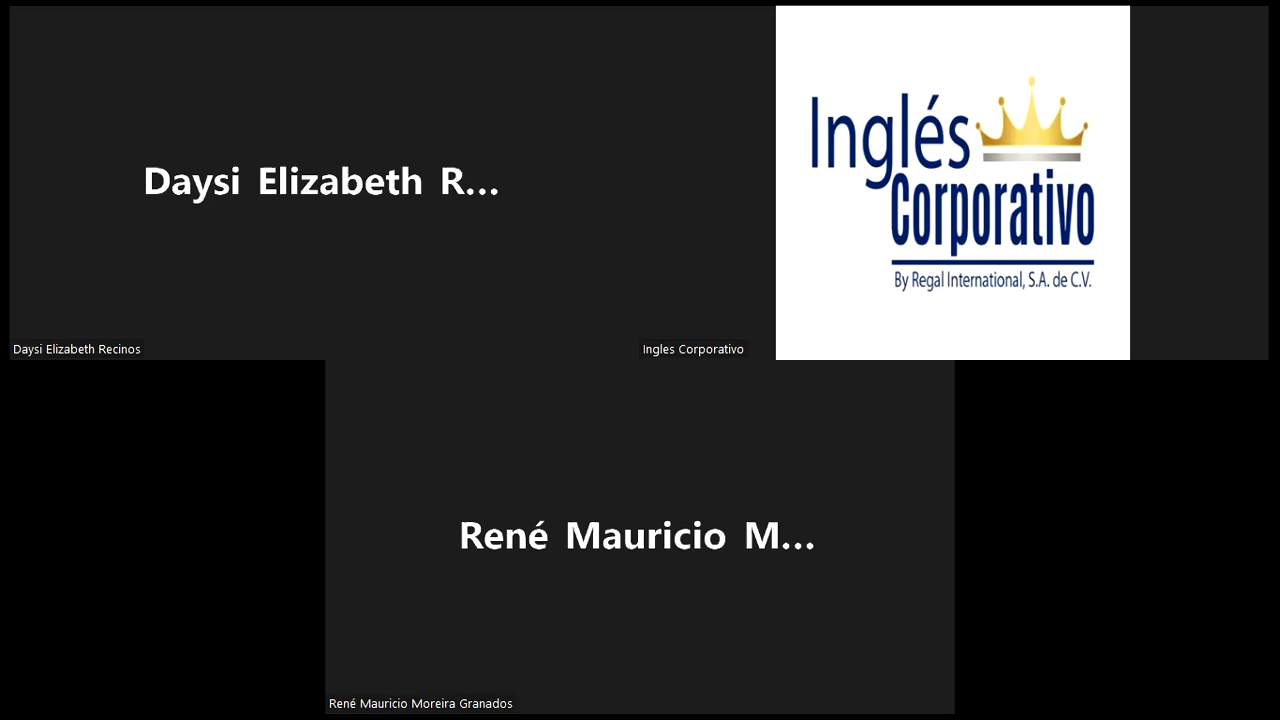 Daysi Elizabeth R...
Daysi Elizabeth Recinos
Inglés
Corporativo
By Regal International, S.A. de C.V.
Ingles Corporativo
René Mauricio M...
René Mauricio Moreira Granados